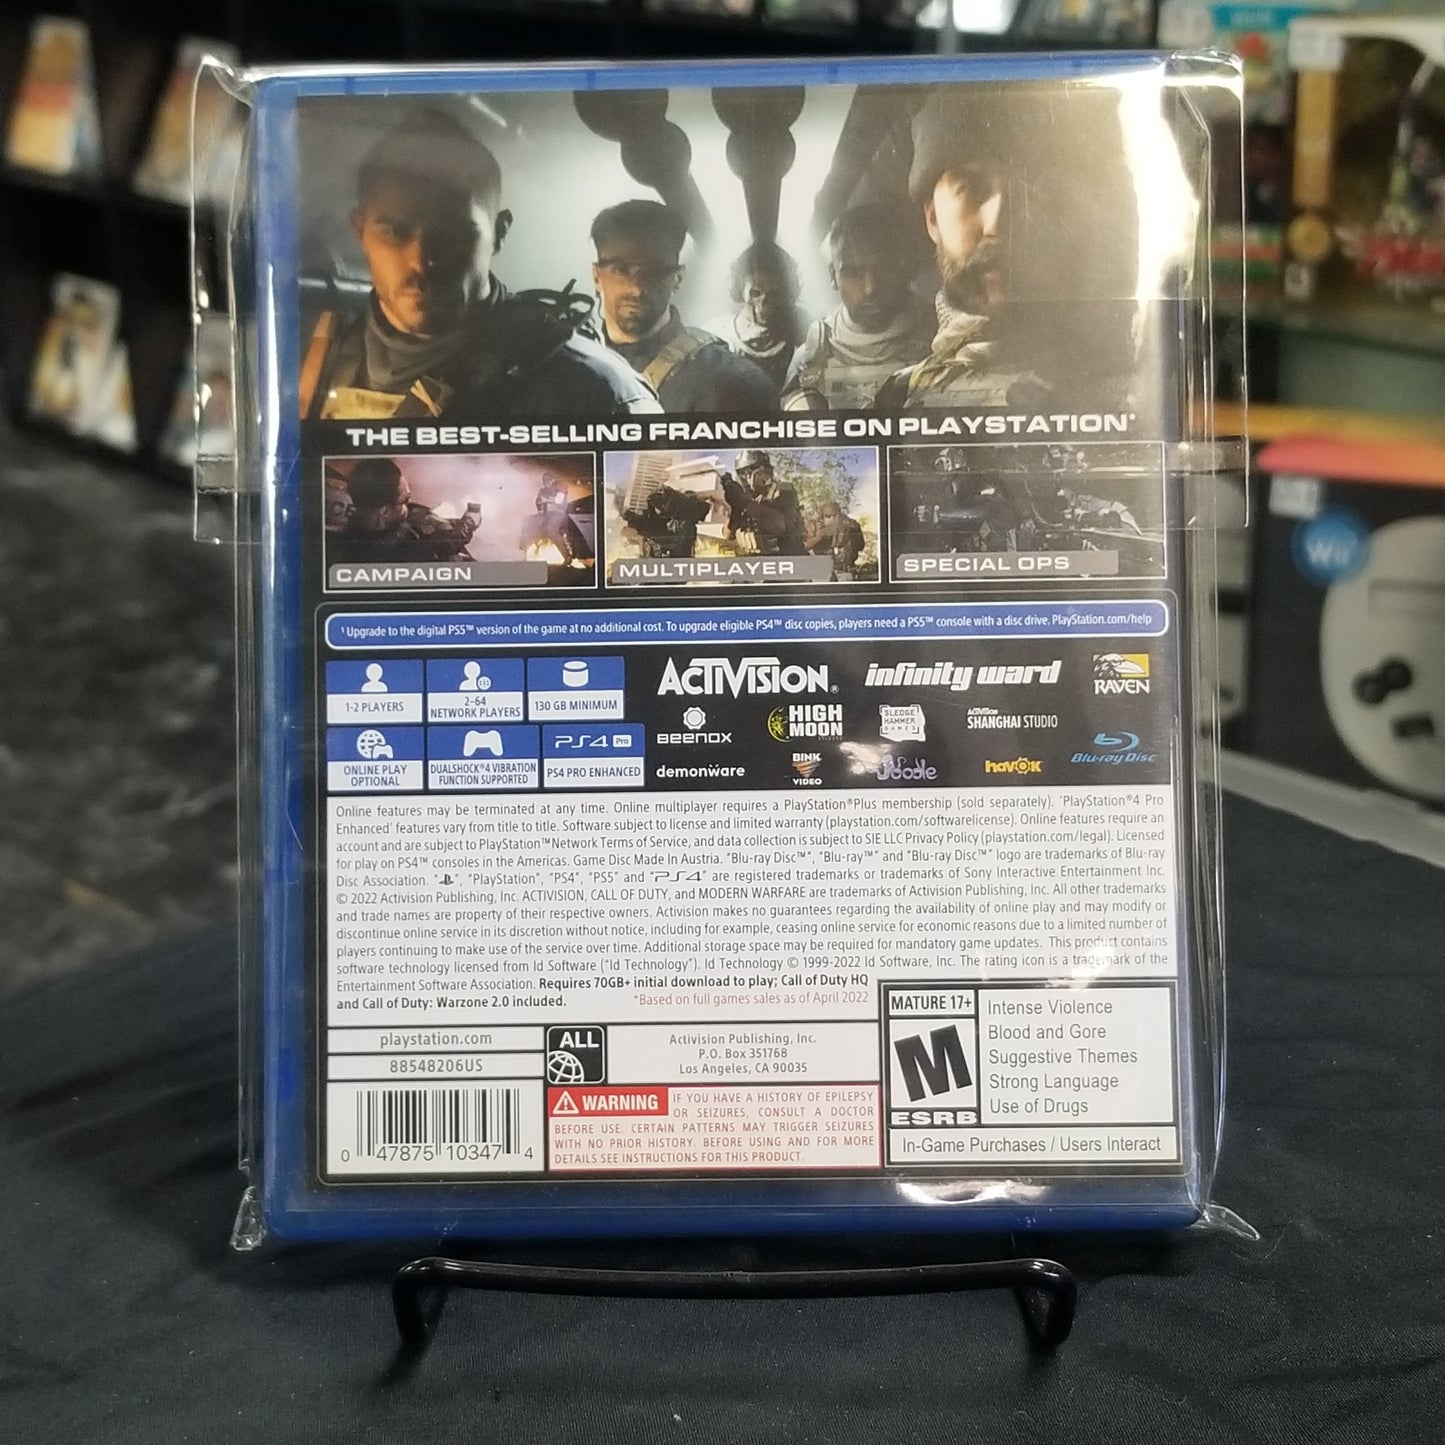 THE BEST-SELLING FRANCHISE ON PLAYSTATION*
CAMPAIGN
MULTIPLAYER
SPECIAL OPS
¹ Upgrade to the digital PS5™ version of the game at no additional cost. To upgrade eligible PS4™ disc copies, players need a PS5™ console with a disc drive. PlayStation.com/help
1-2 PLAYERS
2-64
NETWORK PLAYERS
130 GB MINIMUM
ONLINE PLAY
OPTIONAL
DUALSHOCK®4 VIBRATION
FUNCTION SUPPORTED
PS4 Pro
PS4 PRO ENHANCED
ACTIVISION®
infinity ward
RAVEN
BEENOX
HIGH
MOON
STUDIOS
SLEDGE
HAMMER
GAMES
ACTIVISION
SHANGHAI STUDIO
demonware
BINK
VIDEO
Oodle
havok
Blu-ray Disc
Online features may be terminated at any time. Online multiplayer requires a PlayStation®Plus membership (sold separately). 'PlayStation®4 Pro
Enhanced' features vary from title to title. Software subject to license and limited warranty (playstation.com/softwarelicense). Online features require an
account and are subject to PlayStation™Network Terms of Service, and data collection is subject to SIE LLC Privacy Policy (playstation.com/legal). Licensed
for play on PS4™ consoles in the Americas. Game Disc Made In Austria. "Blu-ray Disc™", "Blu-ray™" and "Blu-ray Disc™" logo are trademarks of Blu-ray
Disc Association. "", "PlayStation", "PS4", "PS5" and "PS4" are registered trademarks or trademarks of Sony Interactive Entertainment Inc.
© 2022 Activision Publishing, Inc. ACTIVISION, CALL OF DUTY, and MODERN WARFARE are trademarks of Activision Publishing, Inc. All other trademarks
and trade names are property of their respective owners. Activision makes no guarantees regarding the availability of online play and may modify or
discontinue online service in its discretion without notice, including for example, ceasing online service for economic reasons due to a limited number of
players continuing to make use of the service over time. Additional storage space may be required for mandatory game updates. This product contains
software technology licensed from Id Software ("Id Technology"). Id Technology © 1999-2022 Id Software, Inc. The rating icon is a trademark of the
Entertainment Software Association. Requires 70GB+ initial download to play; Call of Duty HQ
and Call of Duty: Warzone 2.0 included. *Based on full games sales as of April 2022
playstation.com
88548206US
ALL
Activision Publishing, Inc.
P.O. Box 351768
Los Angeles, CA 90035
0 47875 10347 4
WARNING IF YOU HAVE A HISTORY OF EPILEPSY
OR SEIZURES, CONSULT A DOCTOR
BEFORE USE. CERTAIN PATTERNS MAY TRIGGER SEIZURES
WITH NO PRIOR HISTORY. BEFORE USING AND FOR MORE
DETAILS SEE INSTRUCTIONS FOR THIS PRODUCT.
MATURE 17+
M
ESRB
Intense Violence
Blood and Gore
Suggestive Themes
Strong Language
Use of Drugs
In-Game Purchases / Users Interact
Wii